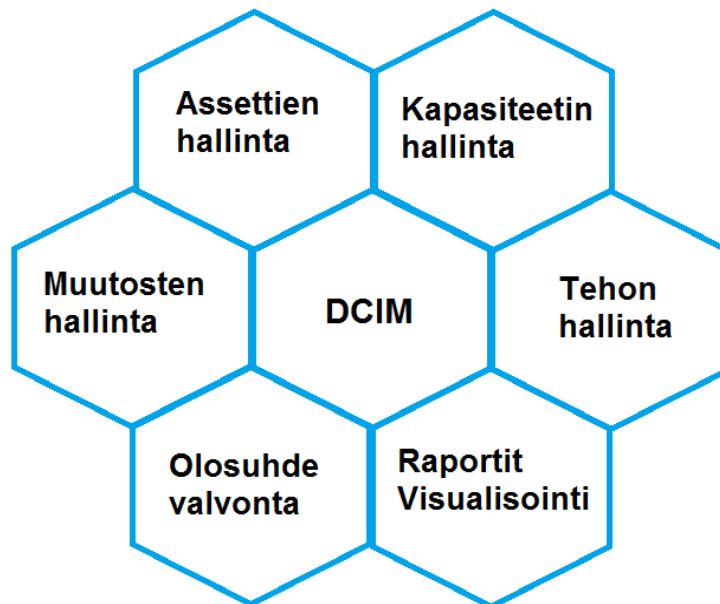 Assettien
hallinta
Kapasiteetin
hallinta
Muutosten
hallinta
DCIM
Tehon
hallinta
Olosuhde
valvonta
Raportit
Visualisointi